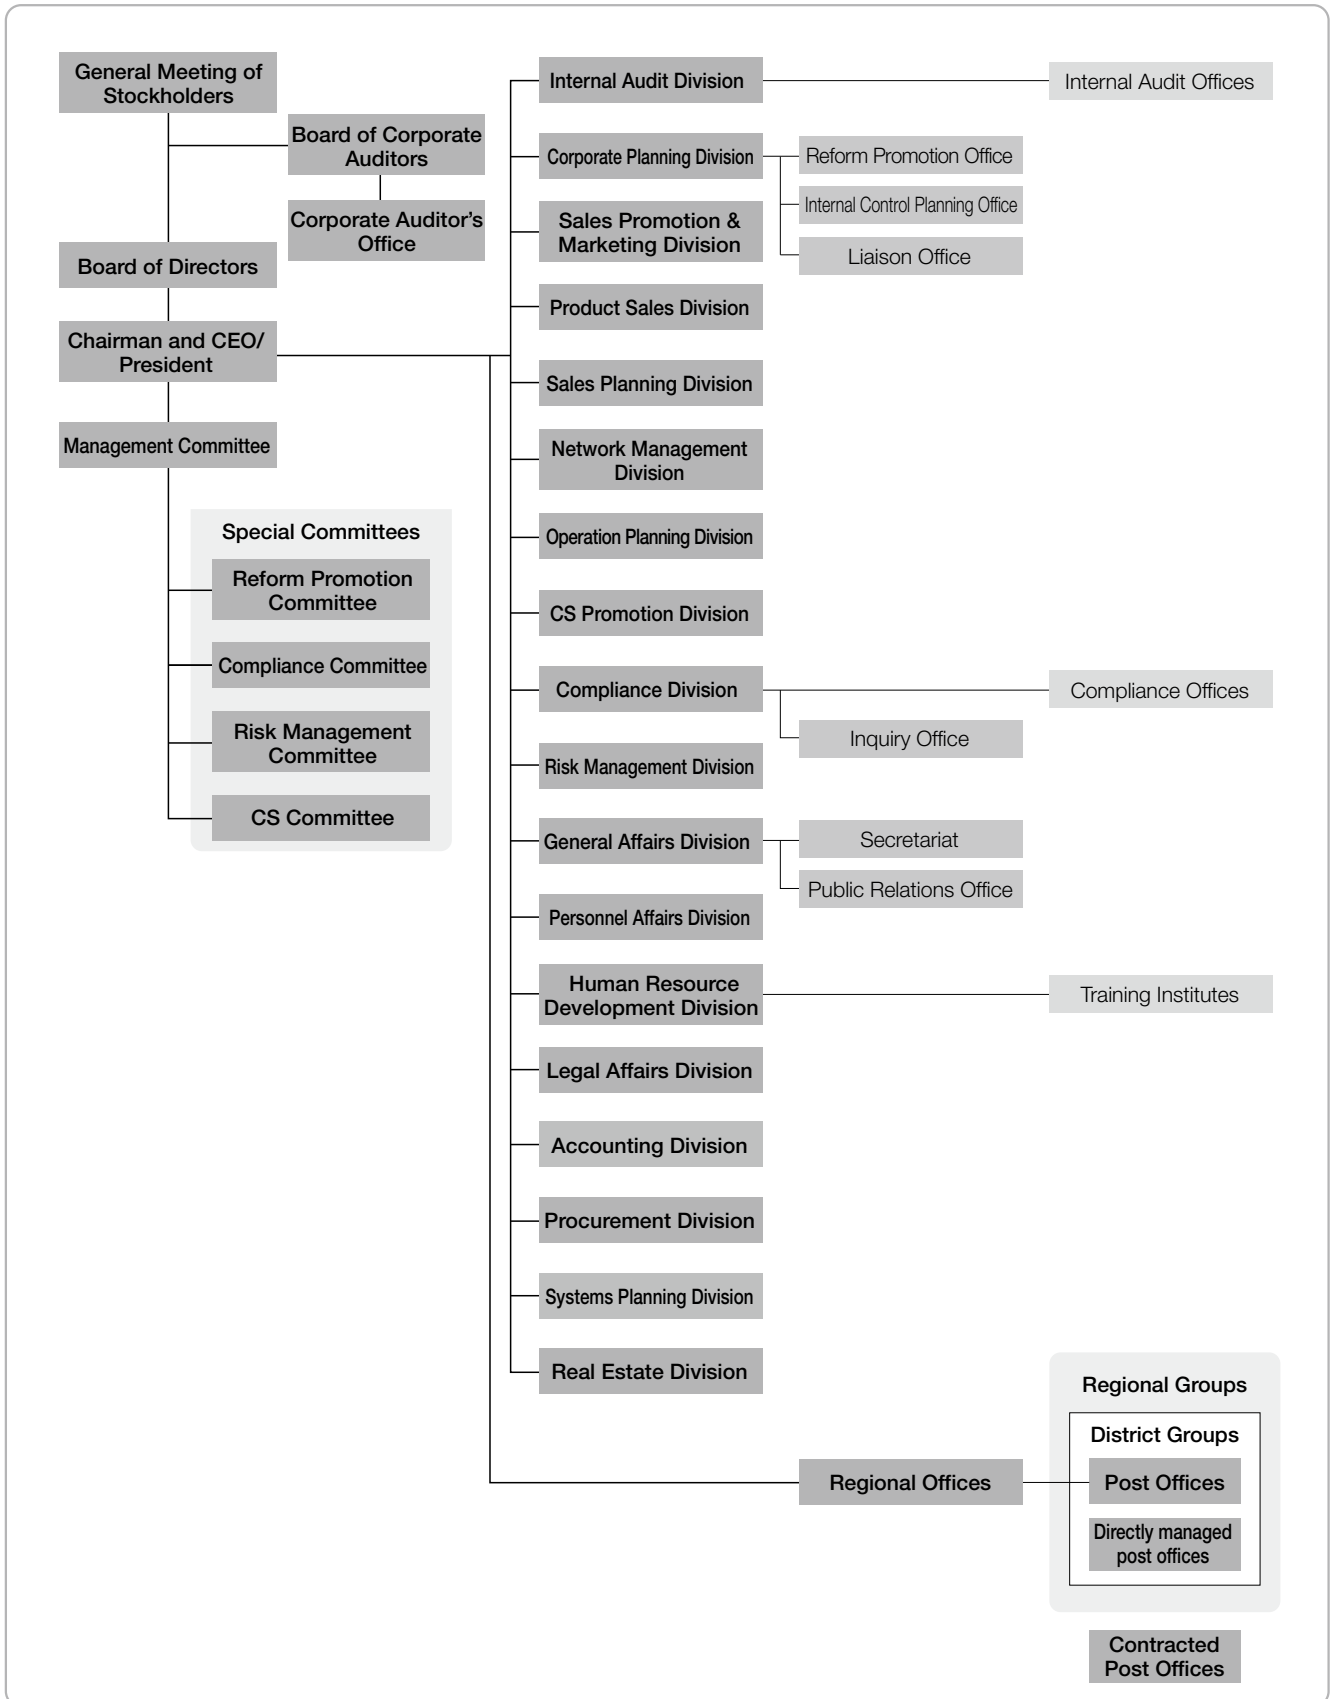 General Meeting of
Stockholders
Board of Corporate
Auditors
Corporate Auditor's
Office
Board of Directors
Chairman and CEO/
President
Management Committee
Special Committees
Reform Promotion
Committee
Compliance Committee
Risk Management
Committee
CS Committee
Internal Audit Division
Internal Audit Offices
Corporate Planning Division
Reform Promotion Office
Internal Control Planning Office
Liaison Office
Sales Promotion &
Marketing Division
Product Sales Division
Sales Planning Division
Network Management
Division
Operation Planning Division
CS Promotion Division
Compliance Division
Compliance Offices
Inquiry Office
Risk Management Division
General Affairs Division
Secretariat
Public Relations Office
Personnel Affairs Division
Human Resource
Development Division
Training Institutes
Legal Affairs Division
Accounting Division
Procurement Division
Systems Planning Division
Real Estate Division
Regional Offices
Regional Groups
District Groups
Post Offices
Directly managed
post offices
Contracted
Post Offices